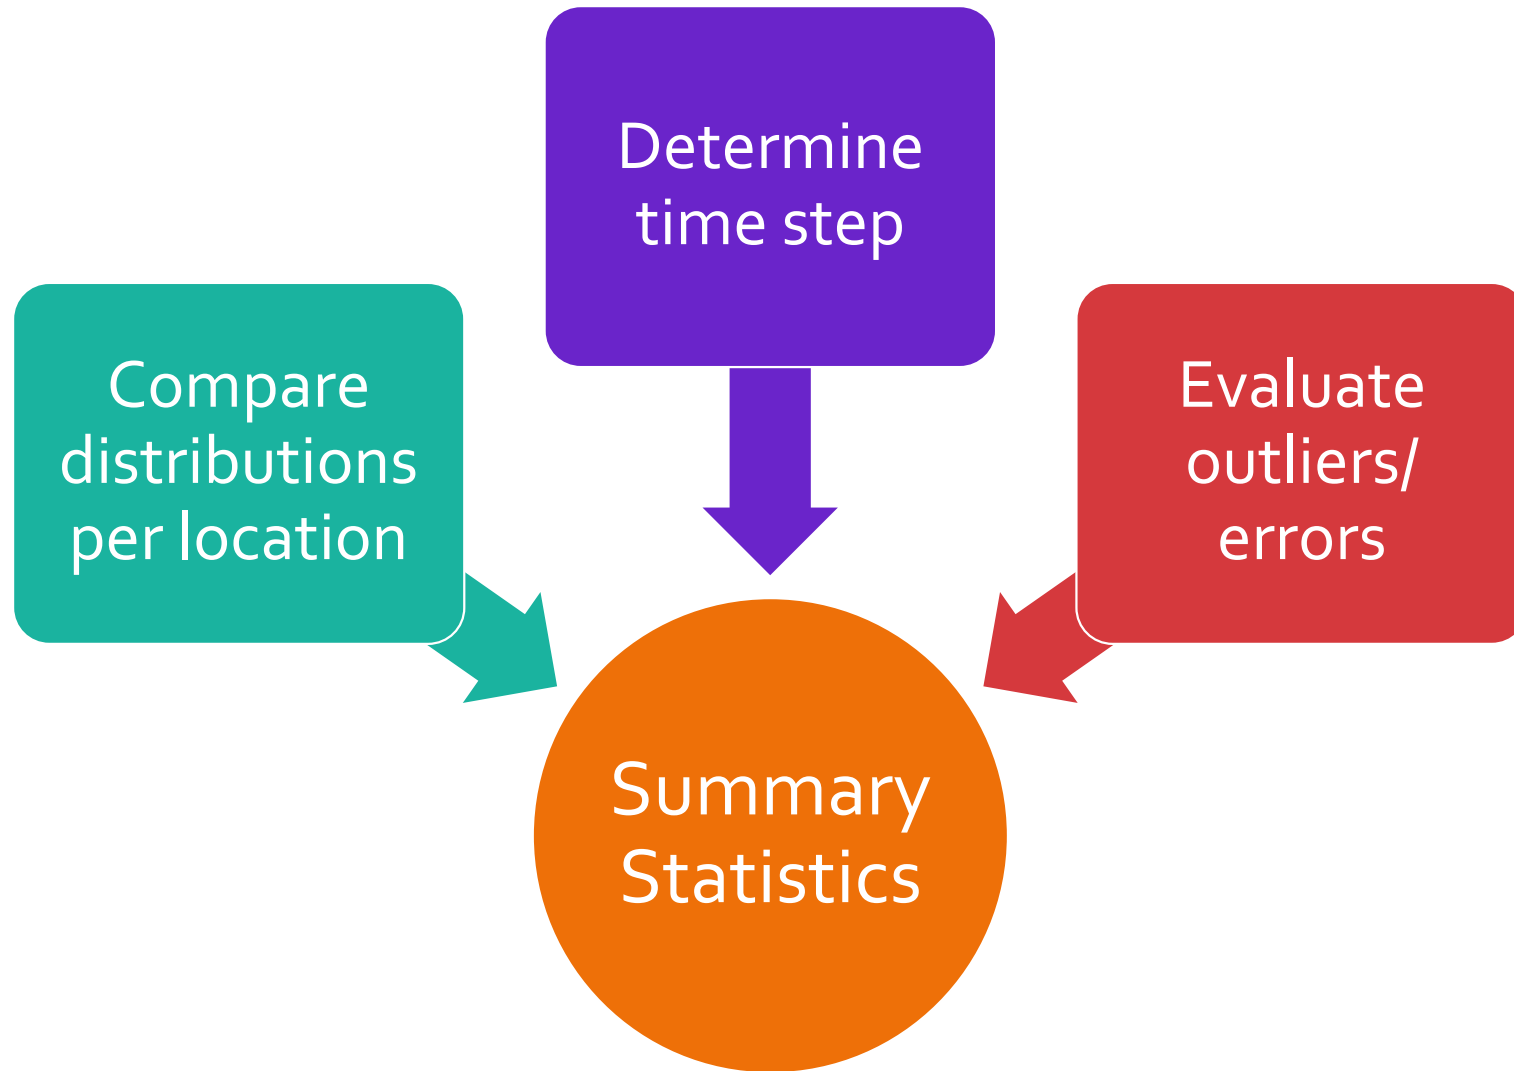 Determine
time step
Compare
distributions
per location
Evaluate
outliers/
errors
Summary
Statistics